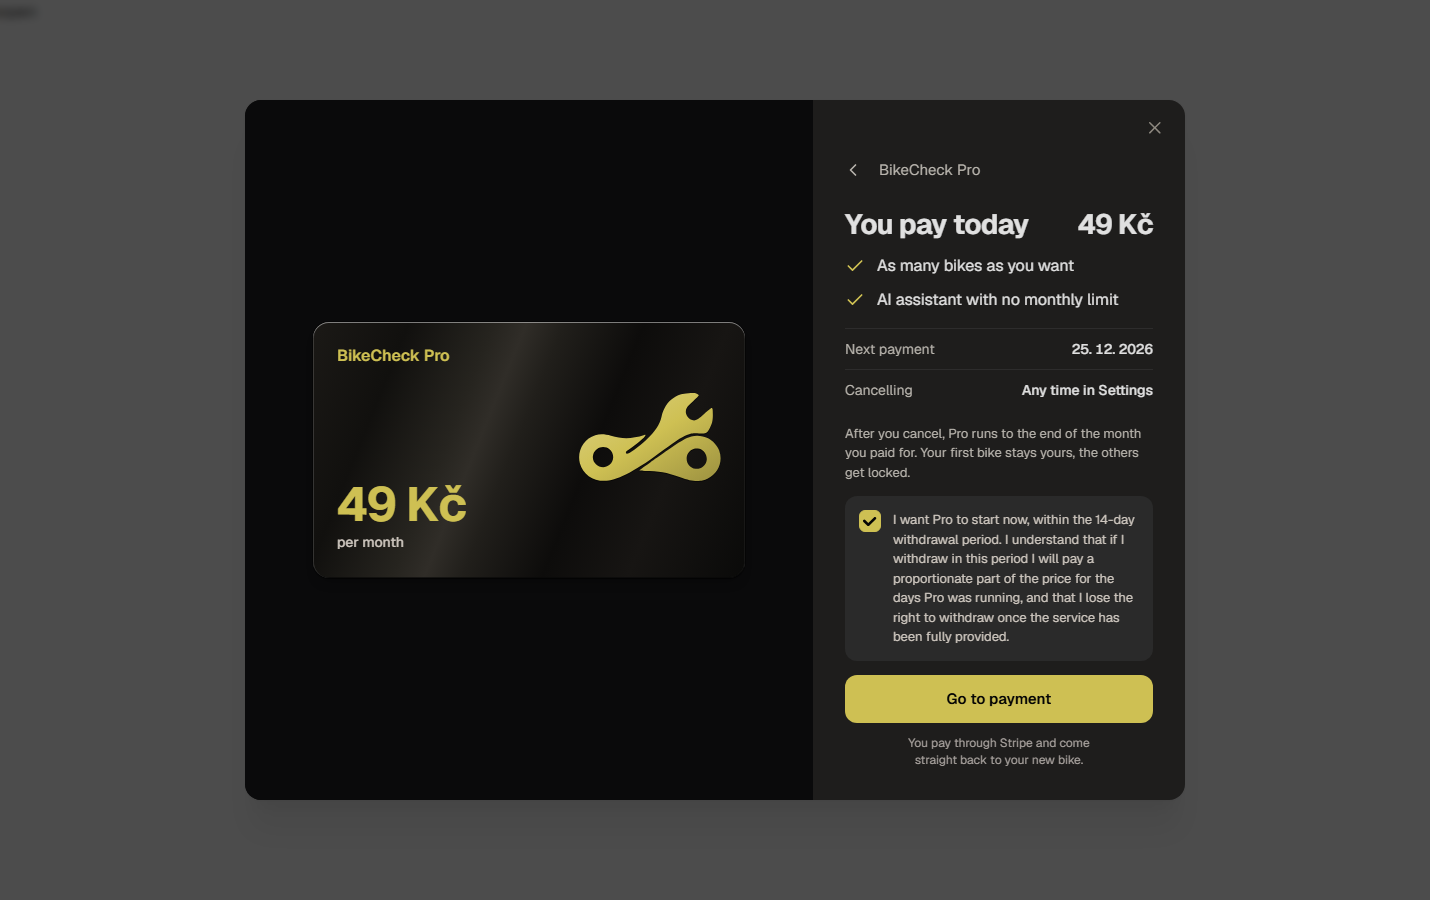 BikeCheck Pro
49 Kč
per month
BikeCheck Pro
You pay today 49 Kč
As many bikes as you want
AI assistant with no monthly limit
Next payment 25. 12. 2026
Cancelling Any time in Settings
After you cancel, Pro runs to the end of the month
you paid for. Your first bike stays yours, the others
get locked.
I want Pro to start now, within the 14-day
withdrawal period. I understand that if I
withdraw in this period I will pay a
proportionate part of the price for the
days Pro was running, and that I lose the
right to withdraw once the service has
been fully provided.
Go to payment
You pay through Stripe and come
straight back to your new bike.